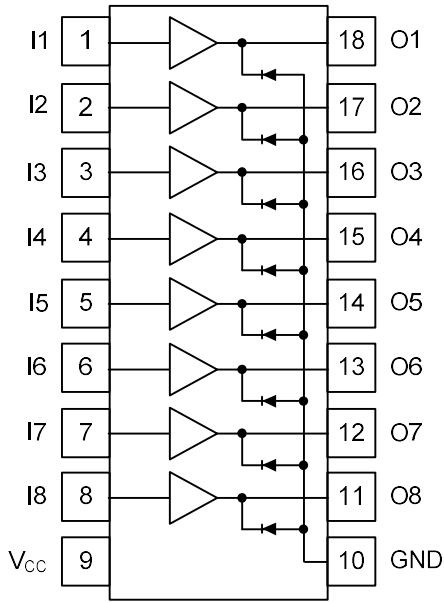 I1 1 18 O1
I2 2 17 O2
I3 3 16 O3
I4 4 15 O4
I5 5 14 O5
I6 6 13 O6
I7 7 12 O7
I8 8 11 O8
VCC 9 10 GND